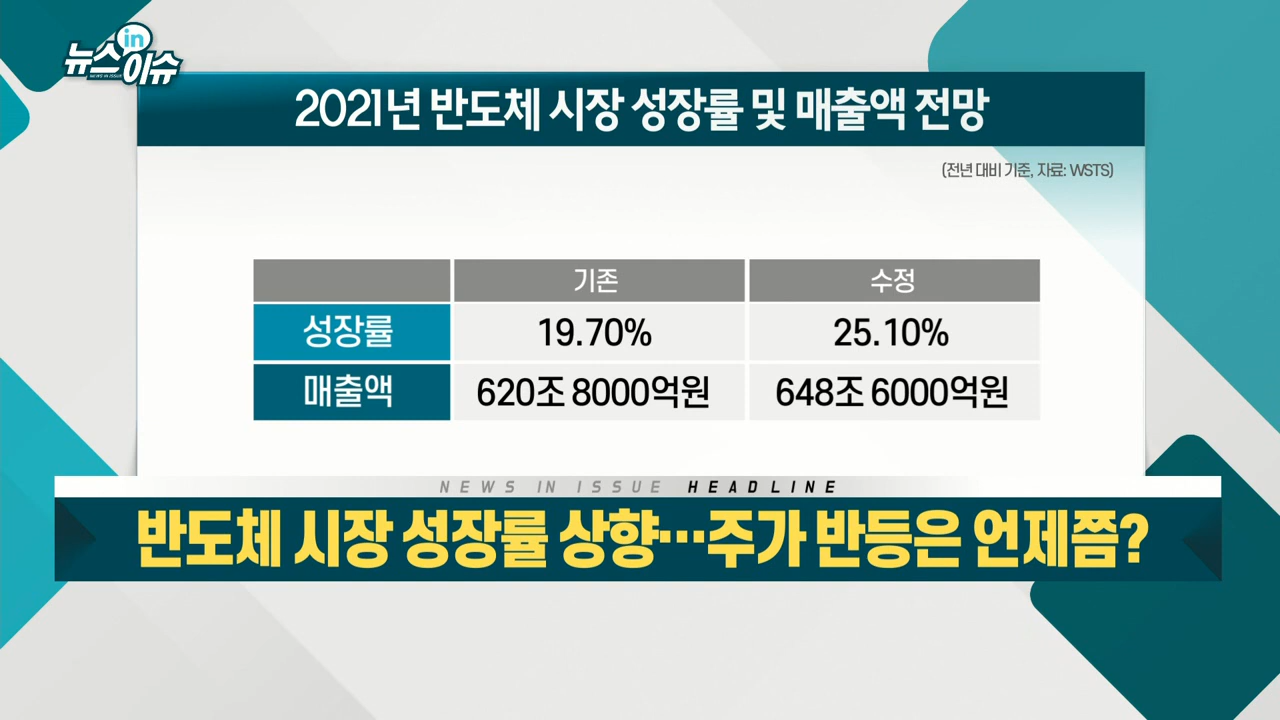 뉴스in이슈
NEWS IN ISSUE
2021년 반도체 시장 성장률 및 매출액 전망
(전년 대비 기준, 자료: WSTS)
기존 수정
성장률 19.70% 25.10%
매출액 620조 8000억원 648조 6000억원
NEWS IN ISSUE HEADLINE
반도체 시장 성장률 상향…주가 반등은 언제쯤?